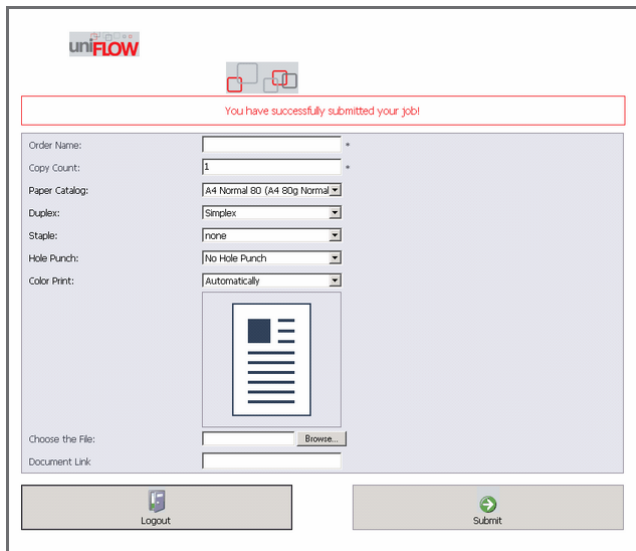 uniFLOW
You have successfully submitted your job!
Order Name: *
Copy Count: 1 *
Paper Catalog: A4 Normal 80 (A4 80g Normal
Duplex: Simplex
Staple: none
Hole Punch: No Hole Punch
Color Print: Automatically
Choose the File: Browse...
Document Link
Logout Submit